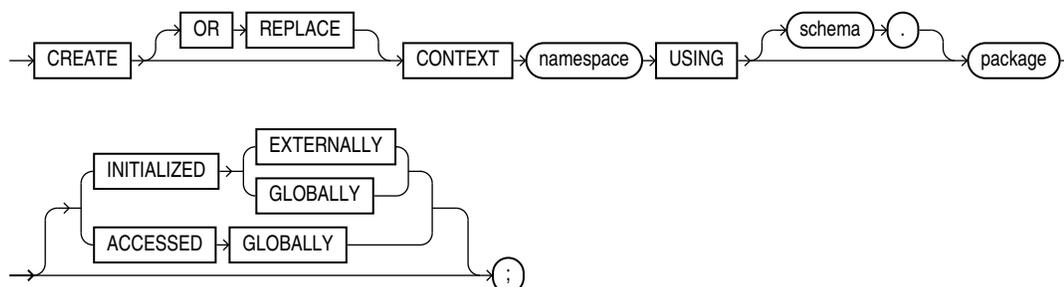 OR REPLACE schema .
CREATE CONTEXT namespace USING package
EXTERNALLY
INITIALIZED
GLOBALLY
ACCESSED GLOBALLY
;